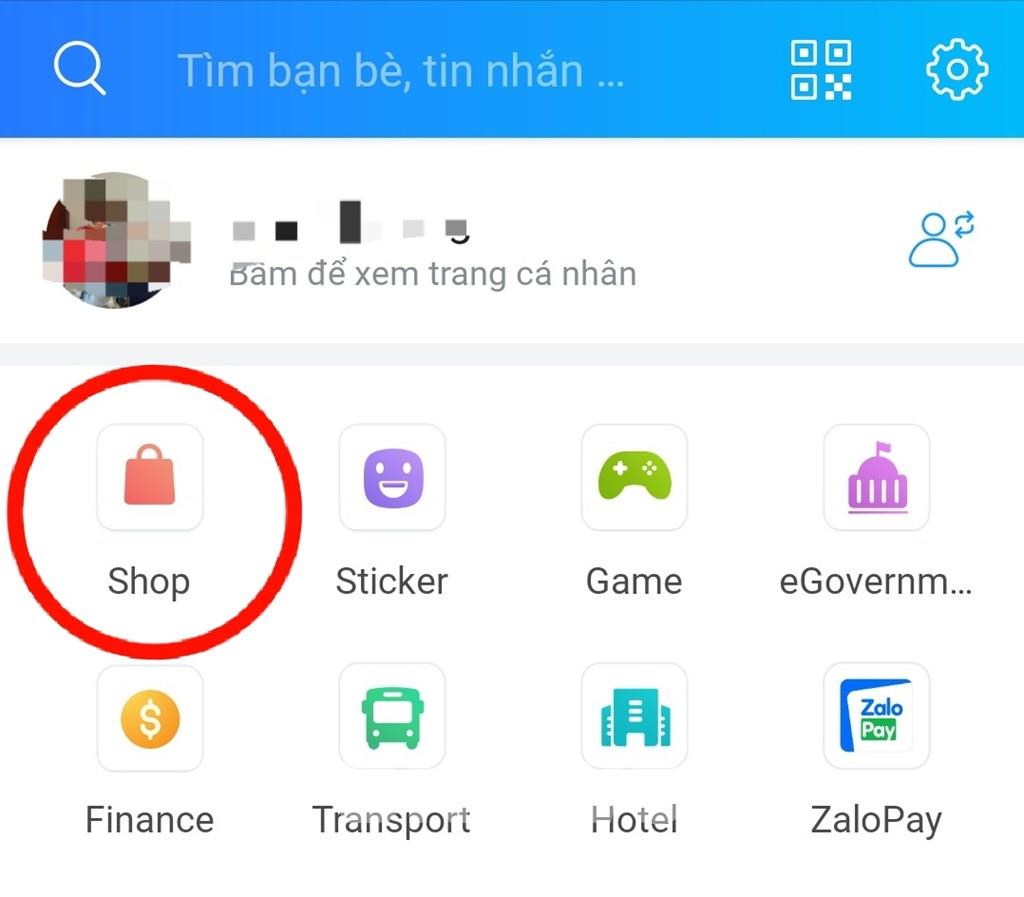 Tìm bạn bè, tin nhắn ...
Bấm để xem trang cá nhân
Shop Sticker Game eGovernm...
Zalo
Pay
Finance Transport Hotel ZaloPay